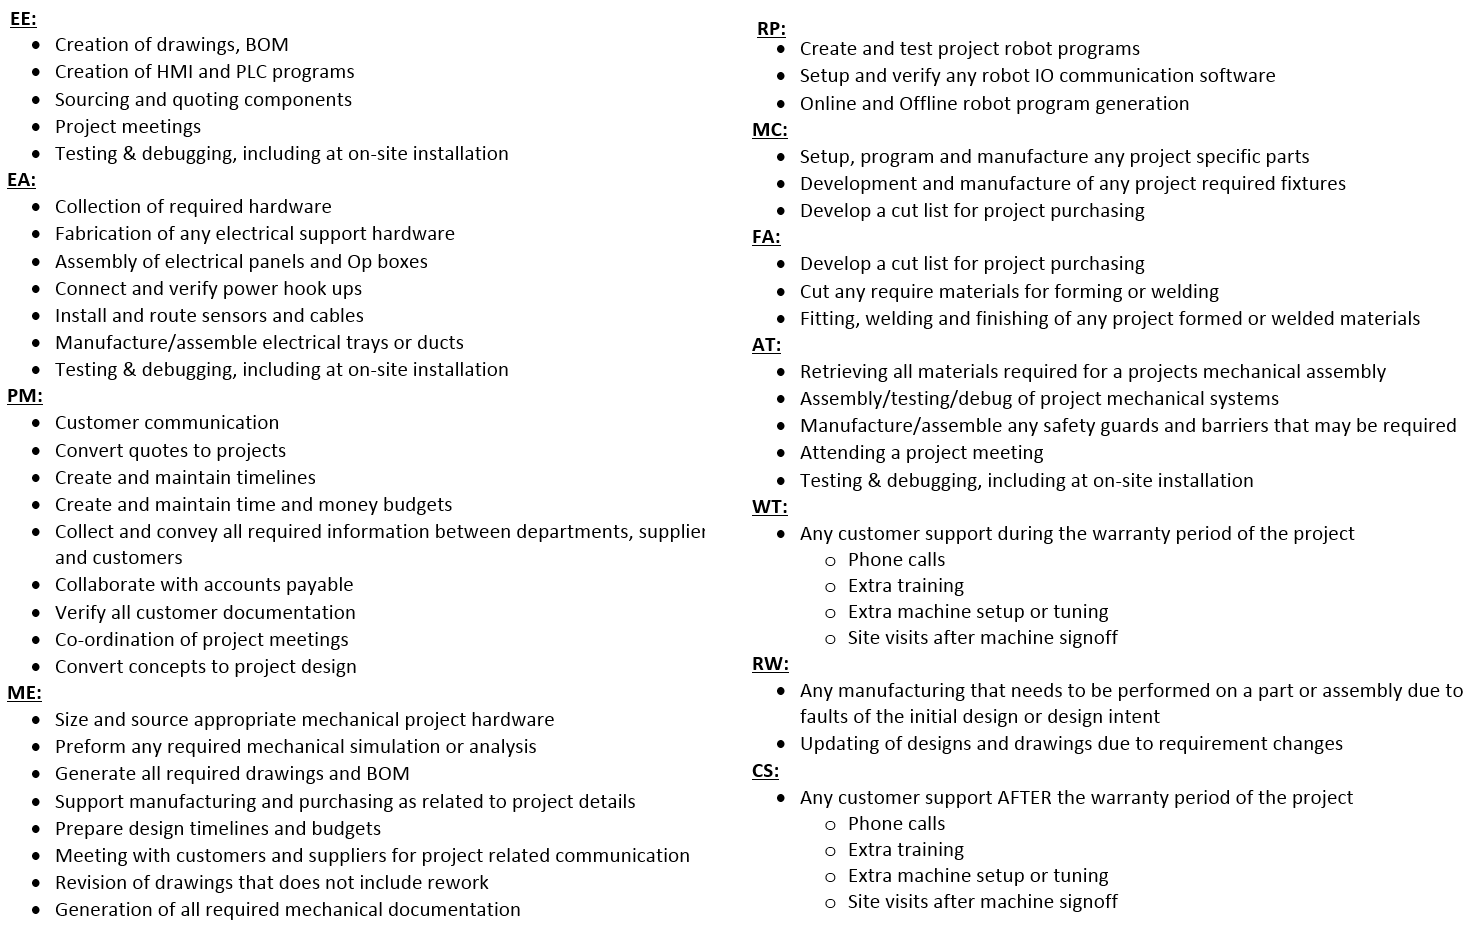 EE:
• Creation of drawings, BOM
• Creation of HMI and PLC programs
• Sourcing and quoting components
• Project meetings
• Testing & debugging, including at on-site installation
EA:
• Collection of required hardware
• Fabrication of any electrical support hardware
• Assembly of electrical panels and Op boxes
• Connect and verify power hook ups
• Install and route sensors and cables
• Manufacture/assemble electrical trays or ducts
• Testing & debugging, including at on-site installation
PM:
• Customer communication
• Convert quotes to projects
• Create and maintain timelines
• Create and maintain time and money budgets
• Collect and convey all required information between departments, supplier
and customers
• Collaborate with accounts payable
• Verify all customer documentation
• Co-ordination of project meetings
• Convert concepts to project design
ME:
• Size and source appropriate mechanical project hardware
• Preform any required mechanical simulation or analysis
• Generate all required drawings and BOM
• Support manufacturing and purchasing as related to project details
• Prepare design timelines and budgets
• Meeting with customers and suppliers for project related communication
• Revision of drawings that does not include rework
• Generation of all required mechanical documentation
RP:
• Create and test project robot programs
• Setup and verify any robot IO communication software
• Online and Offline robot program generation
MC:
• Setup, program and manufacture any project specific parts
• Development and manufacture of any project required fixtures
• Develop a cut list for project purchasing
FA:
• Develop a cut list for project purchasing
• Cut any require materials for forming or welding
• Fitting, welding and finishing of any project formed or welded materials
AT:
• Retrieving all materials required for a projects mechanical assembly
• Assembly/testing/debug of project mechanical systems
• Manufacture/assemble any safety guards and barriers that may be required
• Attending a project meeting
• Testing & debugging, including at on-site installation
WT:
• Any customer support during the warranty period of the project
o Phone calls
o Extra training
o Extra machine setup or tuning
o Site visits after machine signoff
RW:
• Any manufacturing that needs to be performed on a part or assembly due to
faults of the initial design or design intent
• Updating of designs and drawings due to requirement changes
CS:
• Any customer support AFTER the warranty period of the project
o Phone calls
o Extra training
o Extra machine setup or tuning
o Site visits after machine signoff